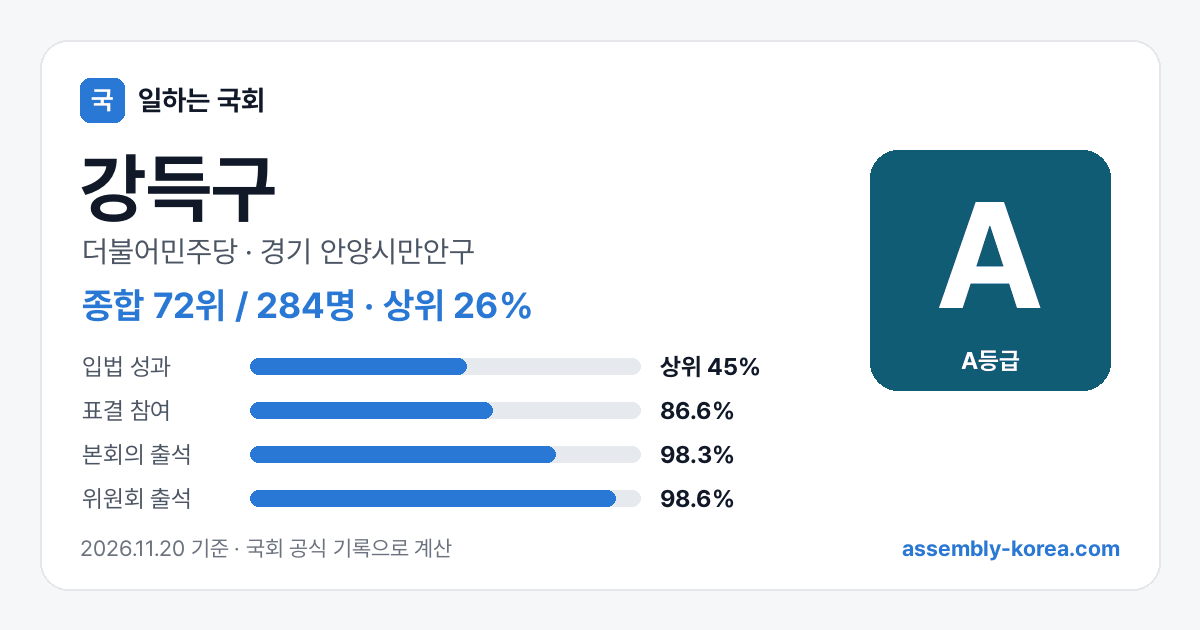 국 일하는 국회
강득구
더불어민주당 · 경기 안양시만안구
종합 72위 / 284명 · 상위 26%
A
A등급
입법 성과 상위 45%
표결 참여 86.6%
본회의 출석 98.3%
위원회 출석 98.6%
2026.11.20 기준 · 국회 공식 기록으로 계산
assembly-korea.com